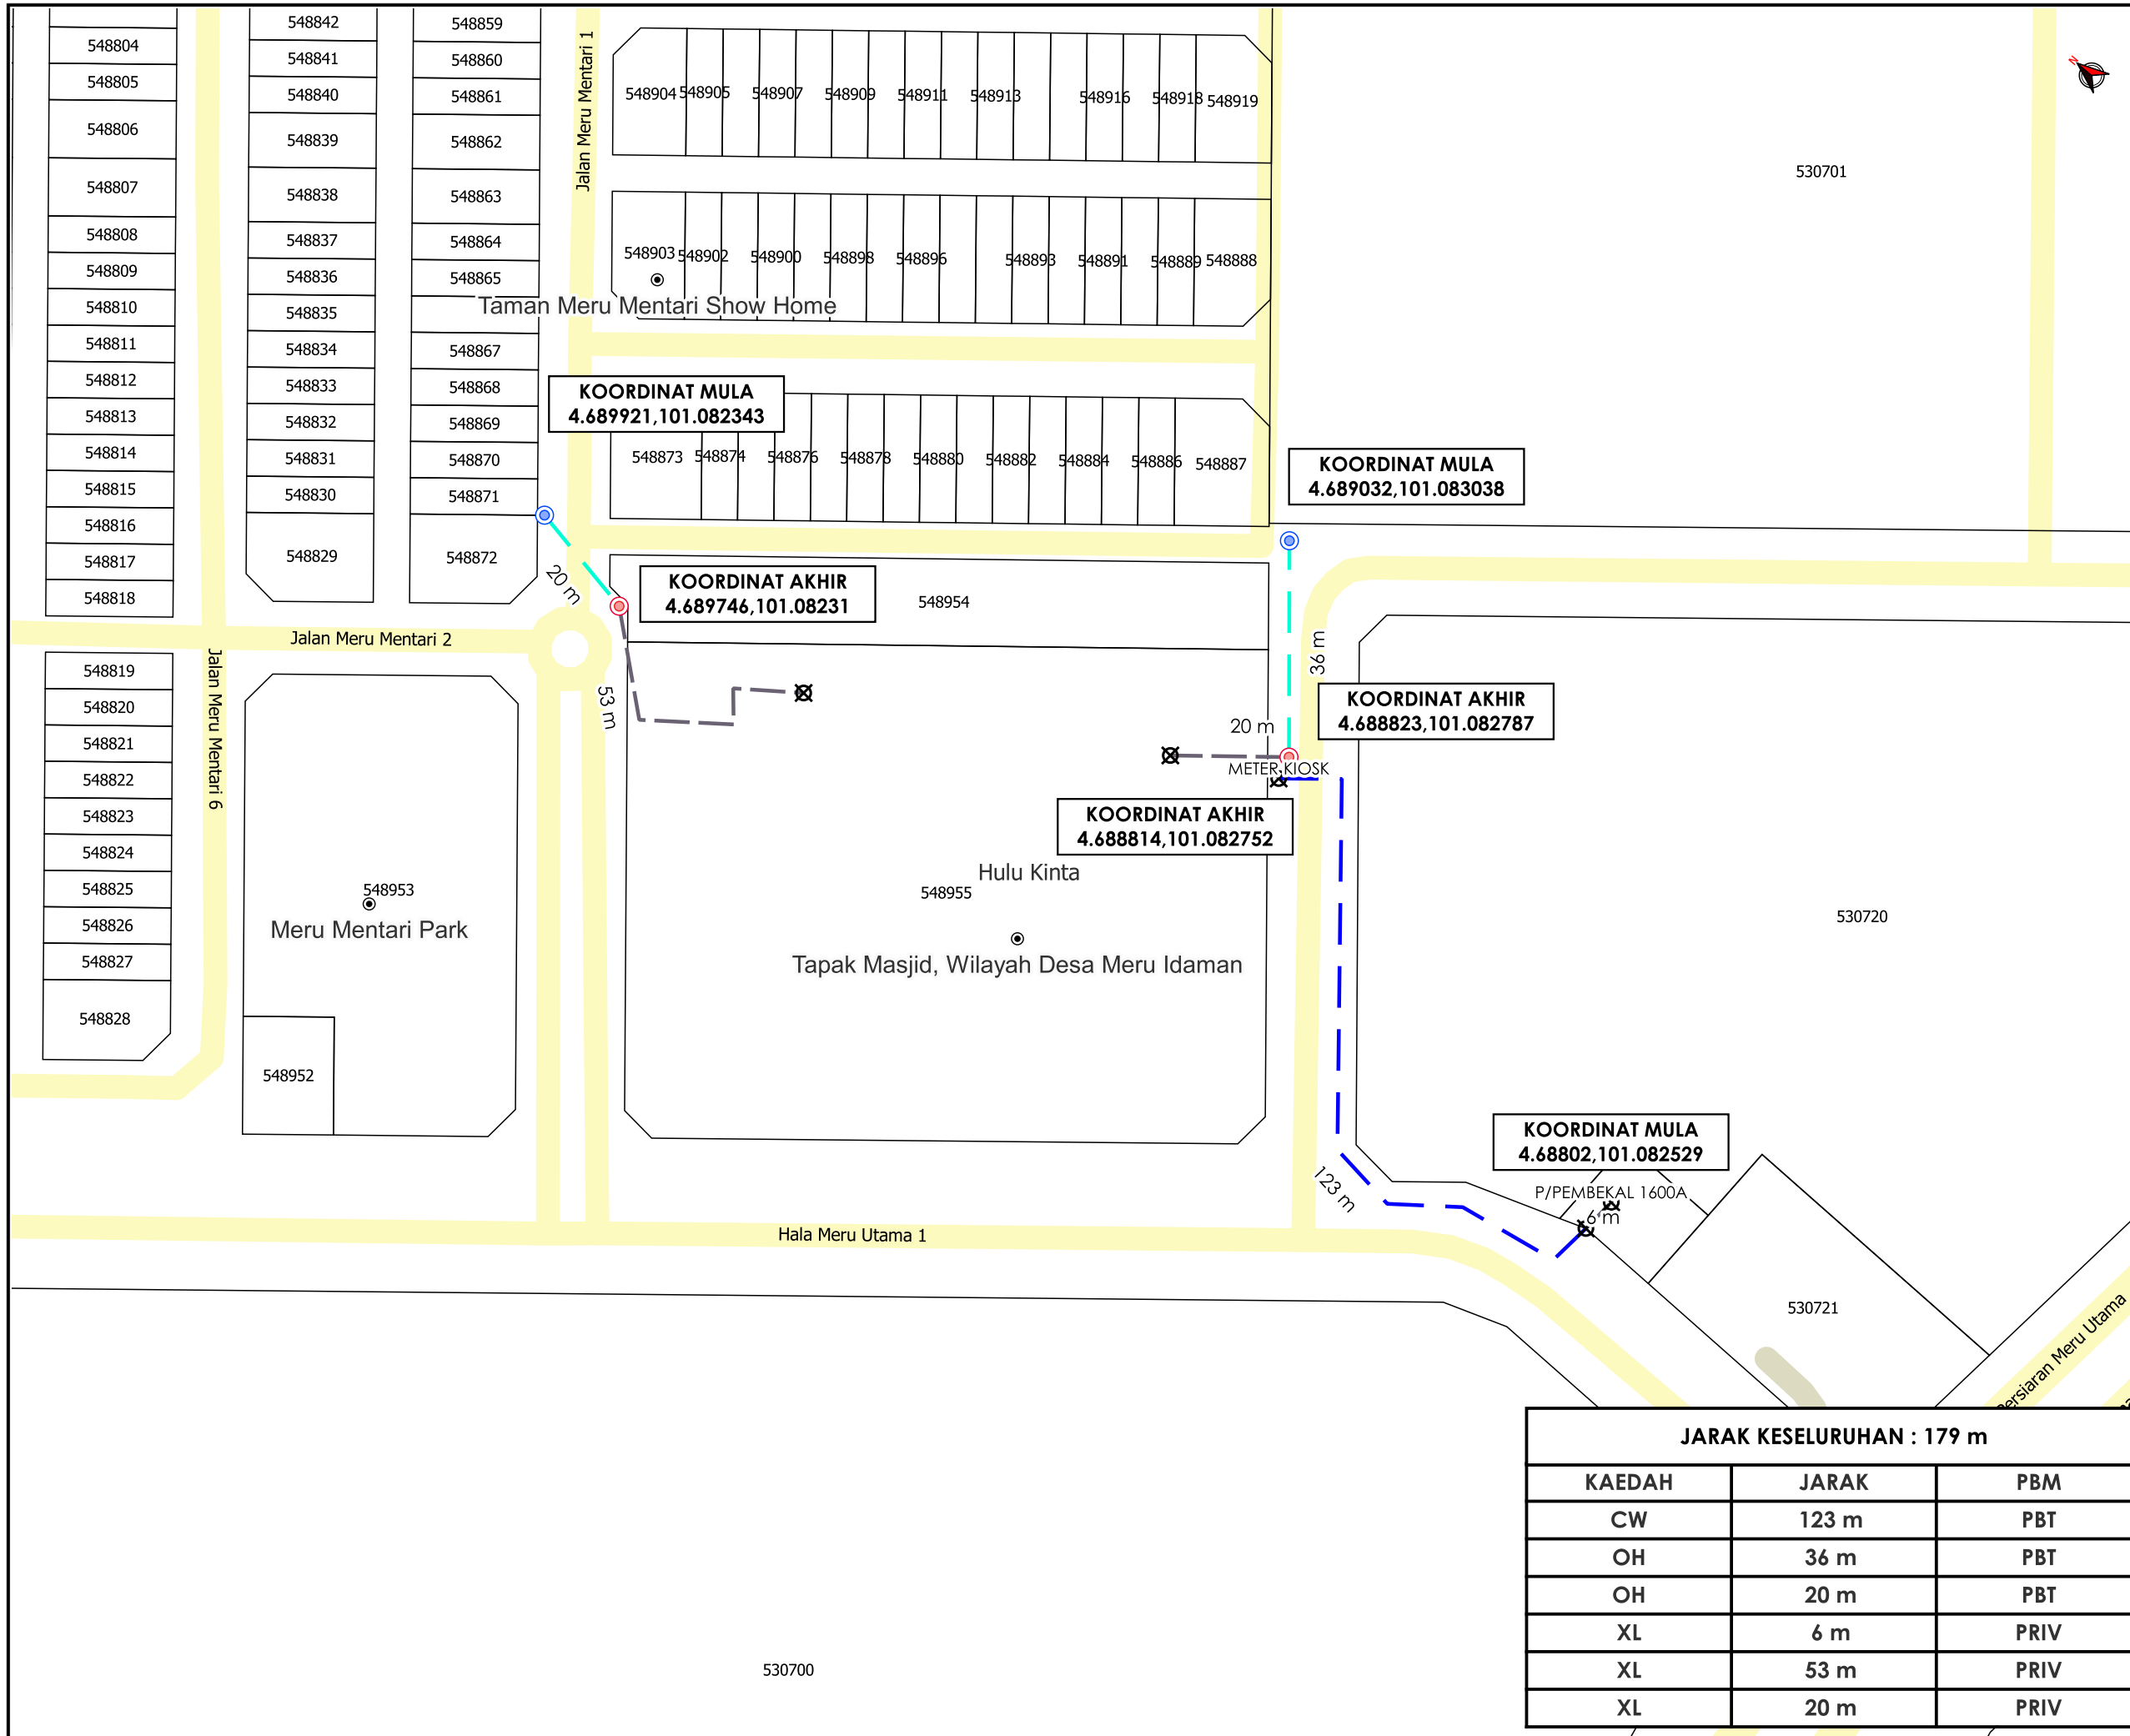 548804
548805
548806
548807
548808
548809
548810
548811
548812
548813
548814
548815
548816
548817
548818
548819
548820
548821
548822
548823
548824
548825
548826
548827
548828
548842
548841
548840
548839
548838
548837
548836
548835
548834
548833
548832
548831
548830
548829
548859
548860
548861
548862
548863
548864
548865
548867
548868
548869
548870
548871
548872
Jalan Meru Mentari 1
548904
548905
548907
548909
548911
548913
548916
548918
548919
548903
548902
548900
548898
548896
548893
548891
548889
548888
Taman Meru Mentari Show Home
KOORDINAT MULA
4.689921,101.082343
548873
548874
548876
548878
548880
548882
548884
548886
548887
N
530701
KOORDINAT MULA
4.689032,101.083038
20 m
KOORDINAT AKHIR
4.689746,101.08231
548954
Jalan Meru Mentari 2
Jalan Meru Mentari 6
53 m
36 m
20 m
KOORDINAT AKHIR
4.688823,101.082787
METER KIOSK
KOORDINAT AKHIR
4.688814,101.082752
548953
Meru Mentari Park
548952
Hulu Kinta
548955
Tapak Masjid, Wilayah Desa Meru Idaman
530720
KOORDINAT MULA
4.68802,101.082529
P/PEMBEKAL 1600A
6 m
123 m
Hala Meru Utama 1
530721
Persiaran Meru Utama
530700
JARAK KESELURUHAN : 179 m
KAEDAH JARAK PBM
CW 123 m PBT
OH 36 m PBT
OH 20 m PBT
XL 6 m PRIV
XL 53 m PRIV
XL 20 m PRIV